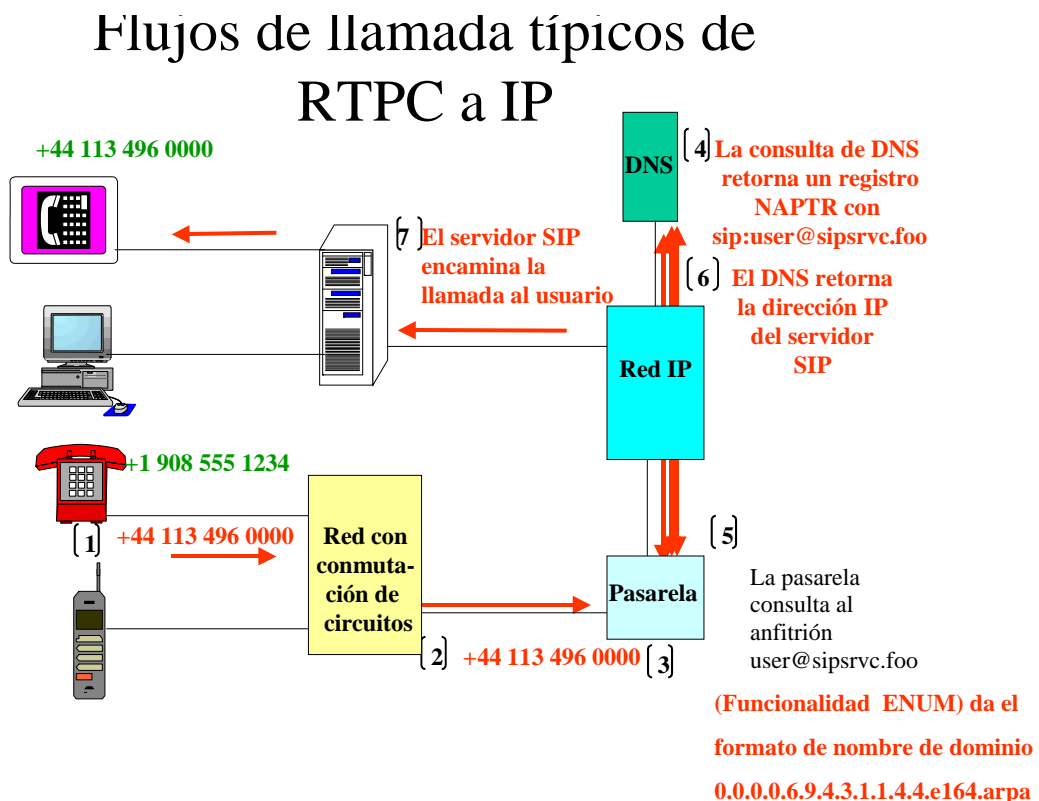 Flujos de llamada típicos de
RTPC a IP
+44 113 496 0000
DNS
4
La consulta de DNS
retorna un registro
NAPTR con
sip:user@sipsrvc.foo
7
El servidor SIP
encamina la
llamada al usuario
6
El DNS retorna
la dirección IP
del servidor
SIP
Red IP
+1 908 555 1234
1
+44 113 496 0000
Red con
conmuta-
ción de
circuitos
2
+44 113 496 0000
3
Pasarela
5
La pasarela
consulta al
anfitrión
user@sipsrvc.foo
(Funcionalidad ENUM) da el
formato de nombre de dominio
0.0.0.0.6.9.4.3.1.1.4.4.e164.arpa